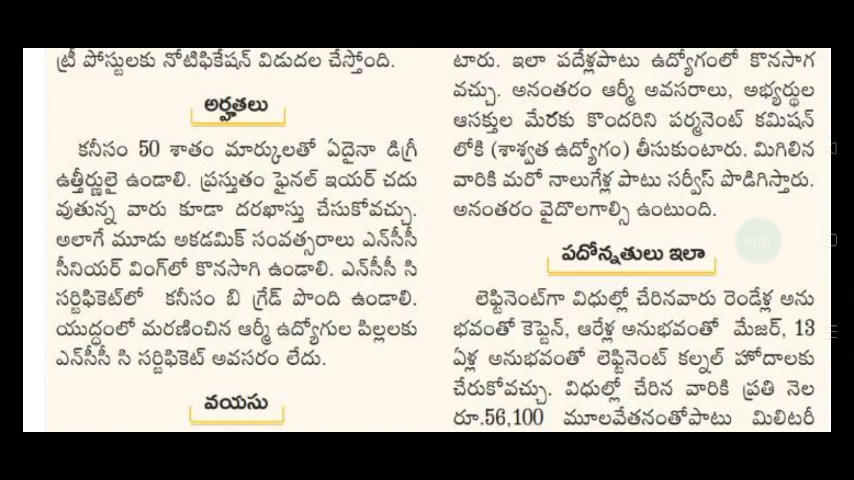 ట్రీ పోస్టులకు నోటిఫికేషన్ విడుదల చేస్తోంది.
అర్హతలు
కనీసం 50 శాతం మార్కులతో ఏదైనా డిగ్రీ
ఉత్తీర్ణులై ఉండాలి. ప్రస్తుతం ఫైనల్ ఇయర్ చదు
వుతున్న వారు కూడా దరఖాస్తు చేసుకోవచ్చు.
అలాగే మూడు అకడమిక్ సంవత్సరాలు ఎన్‌సీసీ
సీనియర్ వింగ్‌లో కొనసాగి ఉండాలి. ఎన్‌సీసీ సి
సర్టిఫికెట్‌లో కనీసం బి గ్రేడ్ పొంది ఉండాలి.
యుద్ధంలో మరణించిన ఆర్మీ ఉద్యోగుల పిల్లలకు
ఎన్‌సీసీ సి సర్టిఫికెట్ అవసరం లేదు.
వయసు
టారు. ఇలా పదేళ్లపాటు ఉద్యోగంలో కొనసాగ
వచ్చు. అనంతరం ఆర్మీ అవసరాలు, అభ్యర్థుల
ఆసక్తుల మేరకు కొందరిని పర్మనెంట్ కమిషన్
లోకి (శాశ్వత ఉద్యోగం) తీసుకుంటారు. మిగిలిన
వారికి మరో నాలుగేళ్ల పాటు సర్వీస్ పొడిగిస్తారు.
అనంతరం వైదొలగాల్సి ఉంటుంది.
01:31
పదోన్నతులు ఇలా
లెఫ్టినెంట్‌గా విధుల్లో చేరినవారు రెండేళ్ల అను
భవంతో కెప్టెన్, ఆరేళ్ల అనుభవంతో మేజర్, 13
ఏళ్ల అనుభవంతో లెఫ్టినెంట్ కల్నల్ హోదాలకు
చేరుకోవచ్చు. విధుల్లో చేరిన వారికి ప్రతి నెల
రూ.56,100 మూలవేతనంతోపాటు మిలిటరీ